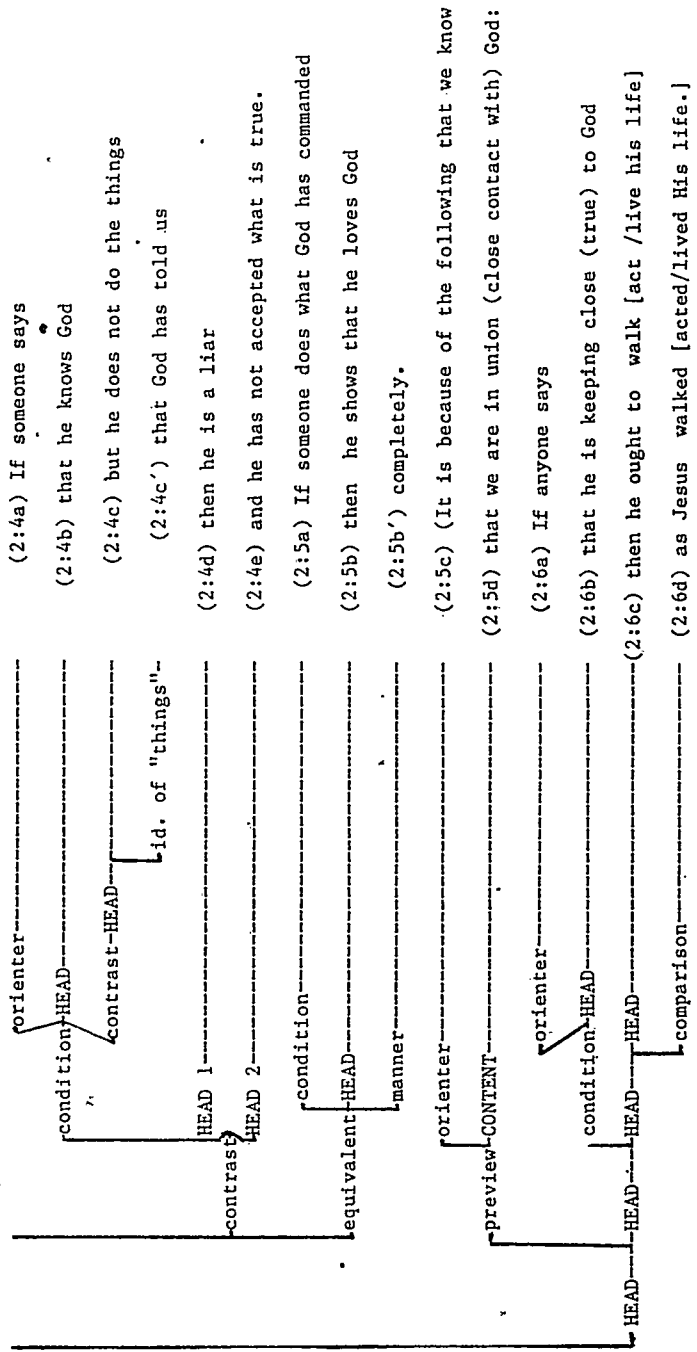 orienter (2:4a) If someone says
condition-HEAD (2:4b) that he knows God
contrast-HEAD (2:4c) but he does not do the things
id. of "things" (2:4c') that God has told us
HEAD 1 (2:4d) then he is a liar
contrast
HEAD 2 (2:4e) and he has not accepted what is true.
condition (2:5a) If someone does what God has commanded
equivalent-HEAD (2:5b) then he shows that he loves God
manner (2:5b') completely.
orienter (2:5c) (It is because of the following that we know
preview-CONTENT (2:5d) that we are in union (close contact with) God:
orienter (2:6a) If anyone says
condition-HEAD (2:6b) that he is keeping close (true) to God
HEAD-HEAD-HEAD-HEAD (2:6c) then he ought to walk [act /live his life]
comparison (2:6d) as Jesus walked [acted/lived His life.]